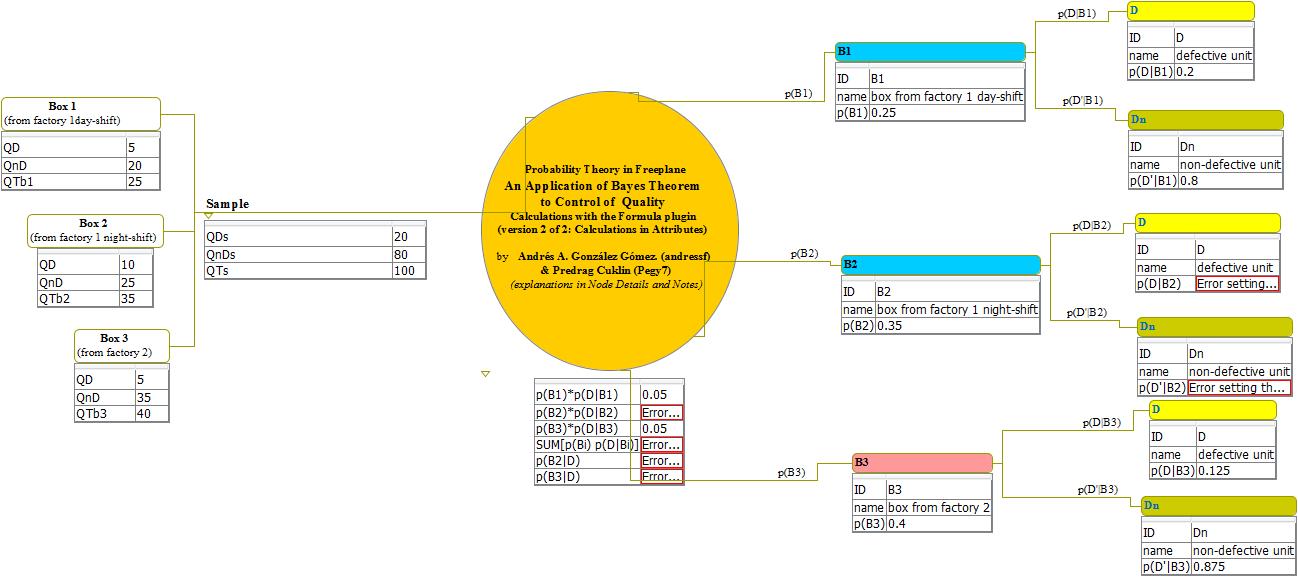 Box 1
(from factory 1day-shift)
QD 5
QnD 20
QTb1 25
Box 2
(from factory 1 night-shift)
QD 10
QnD 25
QTb2 35
Box 3
(from factory 2)
QD 5
QnD 35
QTb3 40
Sample
QDs 20
QnDs 80
QTs 100
Probability Theory in Freeplane
An Application of Bayes Theorem
to Control of Quality
Calculations with the Formula plugin
(version 2 of 2: Calculations in Attributes)
by Andrés A. González Gómez. (andressf)
& Predrag Cuklin (Pegy7)
(explanations in Node Details and Notes)
p(B1)*p(D|B1) 0.05
p(B2)*p(D|B2) Error...
p(B3)*p(D|B3) 0.05
SUM[p(Bi) p(D|Bi)] Error...
p(B2|D) Error...
p(B3|D) Error...
p(B1)
B1
ID B1
name box from factory 1 day-shift
p(B1) 0.25
p(D|B1)
D
ID D
name defective unit
p(D|B1) 0.2
p(D'|B1)
Dn
ID Dn
name non-defective unit
p(D'|B1) 0.8
p(B2)
B2
ID B2
name box from factory 1 night-shift
p(B2) 0.35
p(D|B2)
D
ID D
name defective unit
p(D|B2) Error setting...
p(D'|B2)
Dn
ID Dn
name non-defective unit
p(D'|B2) Error setting th...
p(B3)
B3
ID B3
name box from factory 2
p(B3) 0.4
p(D|B3)
D
ID D
name defective unit
p(D|B3) 0.125
p(D'|B3)
Dn
ID Dn
name non-defective unit
p(D'|B3) 0.875